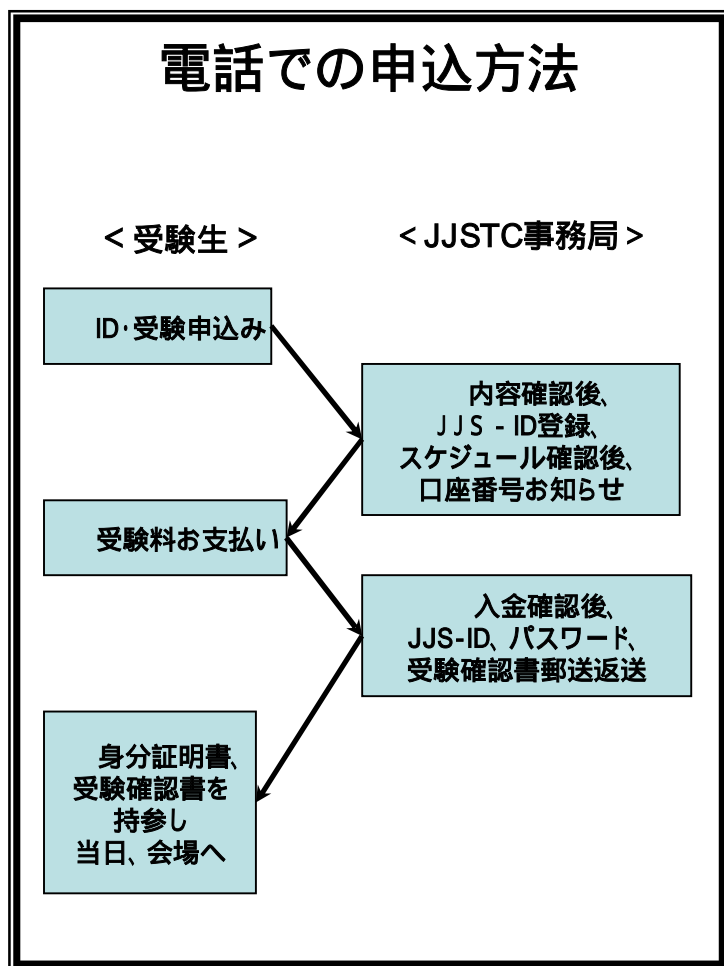 電話での申込方法
＜受験生＞
＜JJSTC事務局＞
ID・受験申込み
内容確認後、
ＪＪＳ－ID登録、
スケジュール確認後、
口座番号お知らせ
受験料お支払い
入金確認後、
JJS-ID、パスワード、
受験確認書郵送返送
身分証明書、
受験確認書を
持参し
当日、会場へ